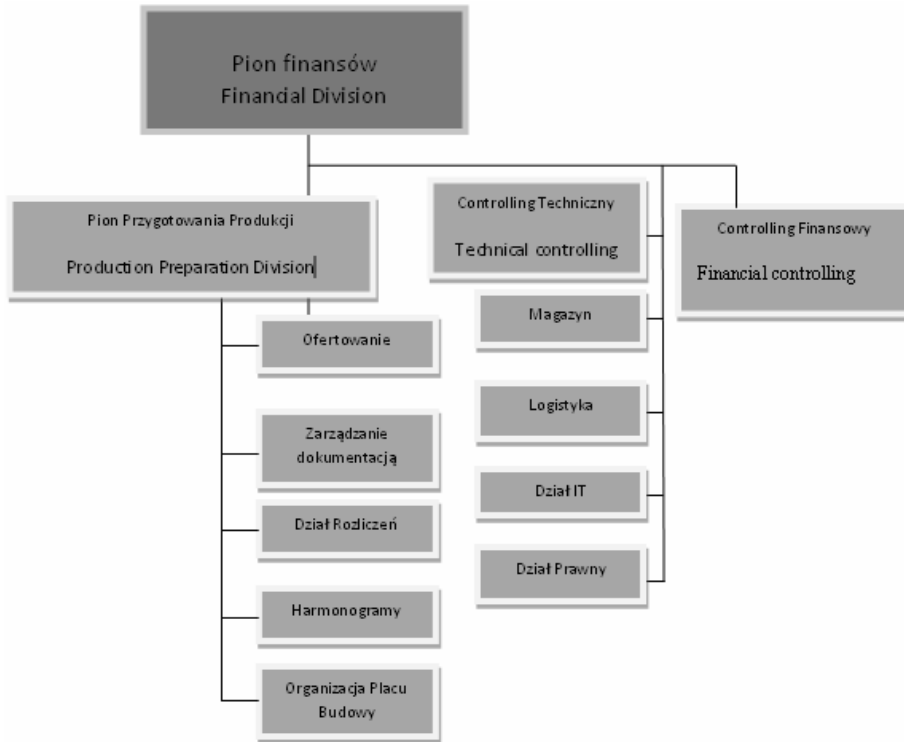 Pion finansów
Financial Division
Pion Przygotowania Produkcji
Production Preparation Division
Controlling Techniczny
Technical controlling
Controlling Finansowy
Financial controlling
Ofertowanie
Zarządzanie
dokumentacją
Dział Rozliczeń
Harmonogramy
Organizacja Placu
Budowy
Magazyn
Logistyka
Dział IT
Dział Prawny